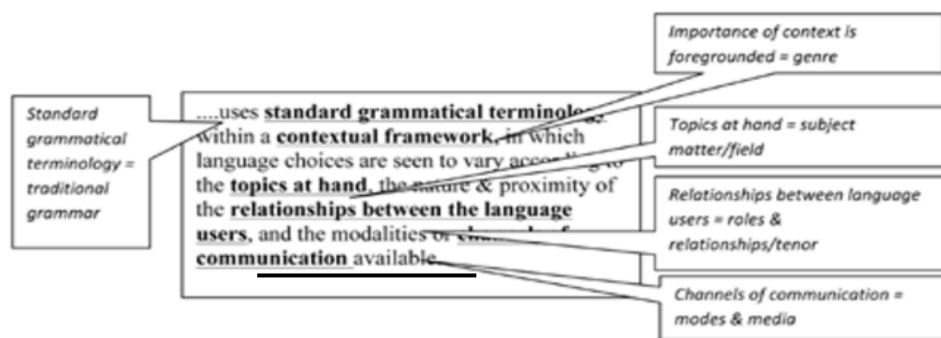 Importance of context is
foregrounded = genre
Standard
grammatical
terminology =
traditional
grammar
....uses standard grammatical terminology
within a contextual framework, in which
language choices are seen to vary according to
the topics at hand, the nature & proximity of
the relationships between the language
users, and the modalities or
communication available.
Topics at hand = subject
matter/field
Relationships between language
users = roles &
relationships/tenor
Channels of communication =
modes & media